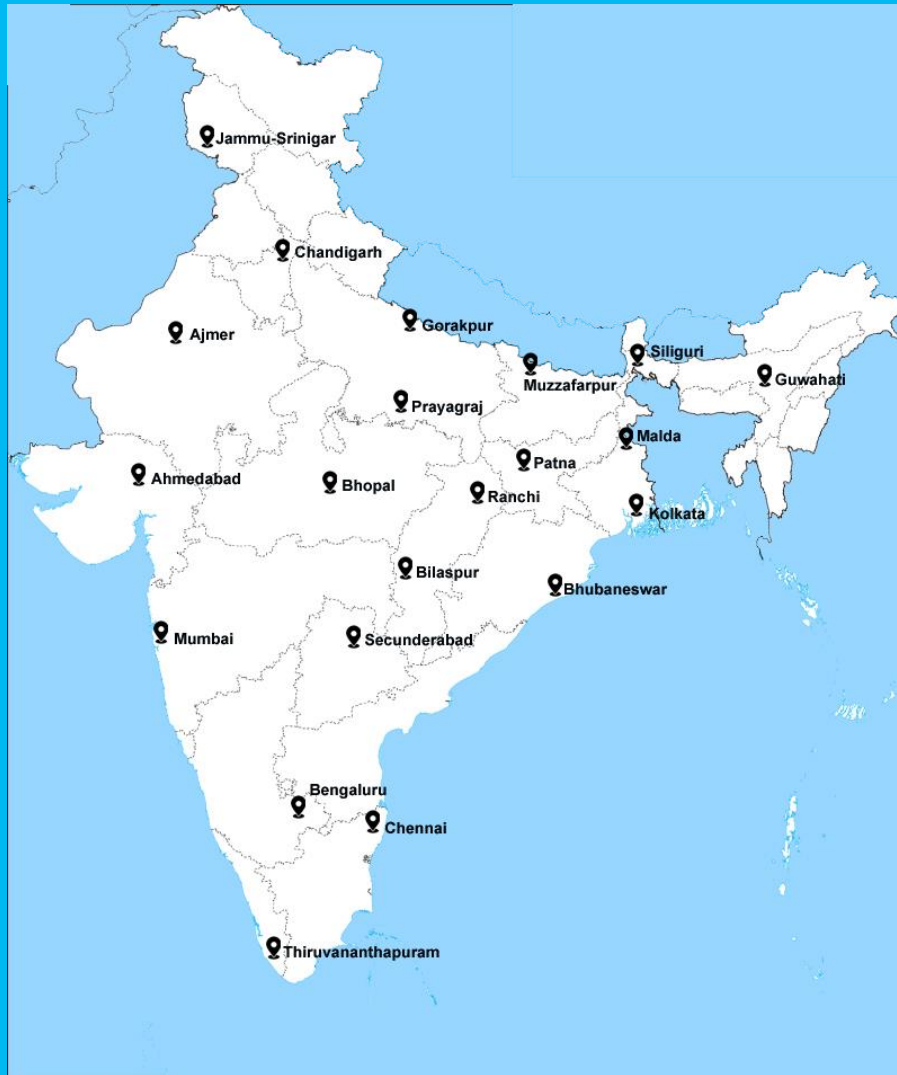 Jammu-Srinigar
Chandigarh
Gorakpur
Ajmer
Siliguri
Guwahati
Muzzafarpur
Prayagraj
Malda
Patna
Ahmedabad
Bhopal
Ranchi
Kolkata
Bilaspur
Bhubaneswar
Mumbai
Secunderabad
Bengaluru
Chennai
Thiruvananthapuram